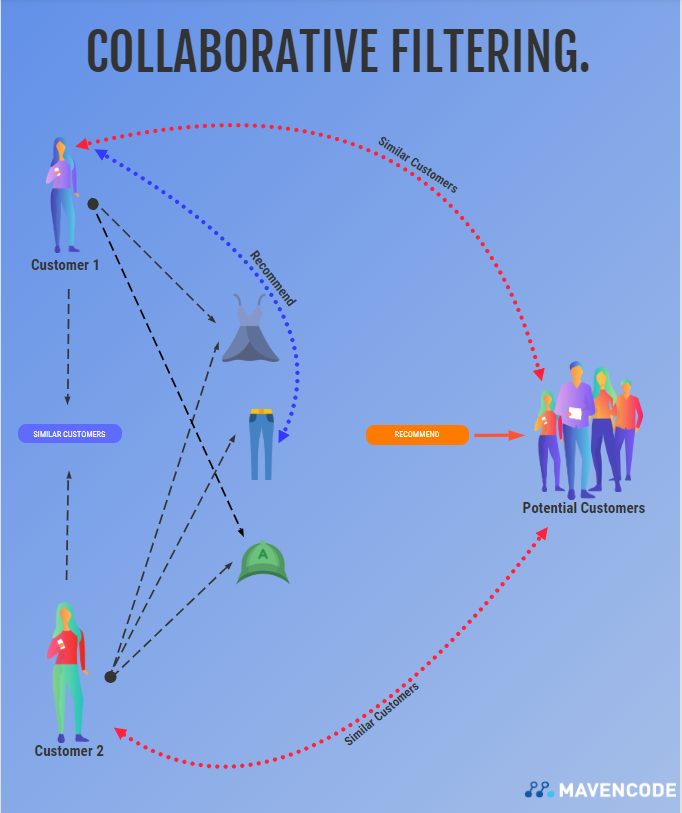 COLLABORATIVE FILTERING.
Similar Customers
Customer 1
Recommend
SIMILAR CUSTOMERS
RECOMMEND
Potential Customers
A
Similar Customers
Customer 2
MAVENCODE